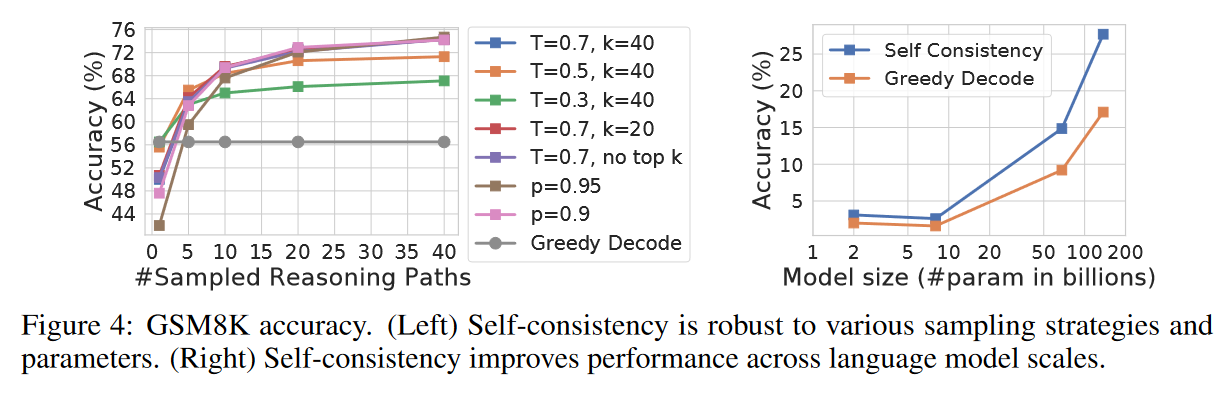 76
72
68
64
60
56
52
48
44
Accuracy (%)
0 5 10 15 20 25 30 35 40
#Sampled Reasoning Paths
T=0.7, k=40
T=0.5, k=40
T=0.3, k=40
T=0.7, k=20
T=0.7, no top k
p=0.95
p=0.9
Greedy Decode
25
20
15
10
5
Accuracy (%)
Self Consistency
Greedy Decode
1 2 5 10 20 50 100 200
Model size (#param in billions)
Figure 4: GSM8K accuracy. (Left) Self-consistency is robust to various sampling strategies and
parameters. (Right) Self-consistency improves performance across language model scales.